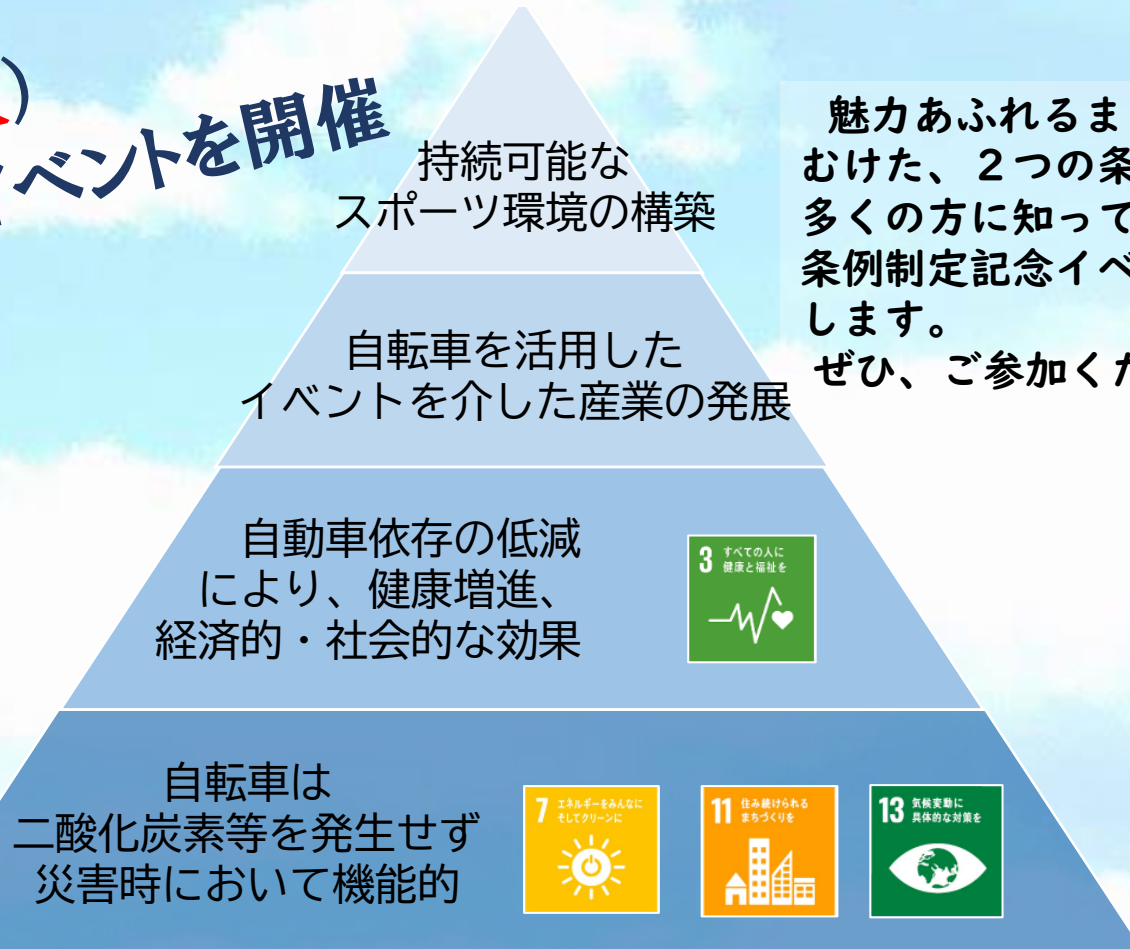 イベントを開催
持続可能な
スポーツ環境の構築
魅力あふれるま
むけた、２つの条
多くの方に知って
条例制定記念イベ
します。
ぜひ、ご参加くだ
自転車を活用した
イベントを介した産業の発展
自動車依存の低減
により、健康増進、
経済的・社会的な効果
3 すべての人に
健康と福祉を
自転車は
二酸化炭素等を発生せず
災害時において機能的
7 エネルギーをみんなに
そしてクリーンに
11 住み続けられる
まちづくりを
13 気候変動に
具体的な対策を